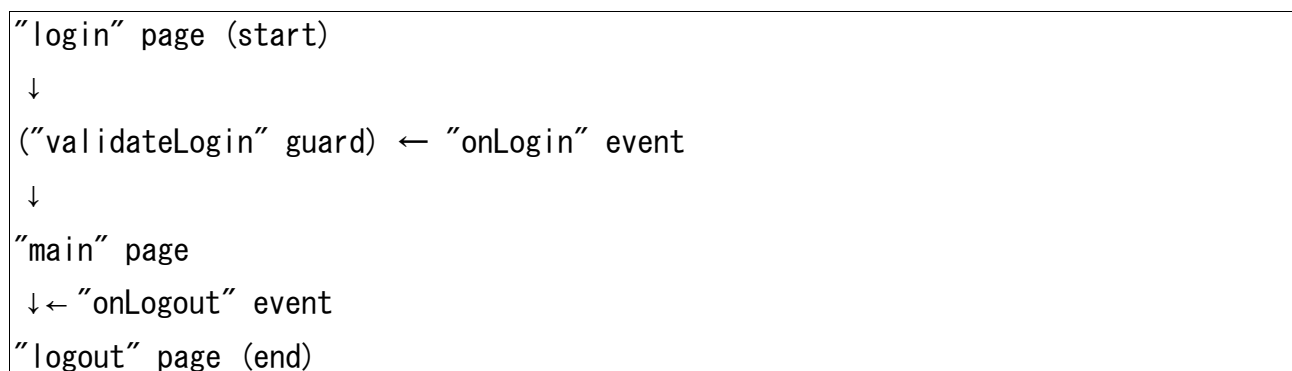 "login" page (start)
↓
("validateLogin" guard) ← "onLogin" event
↓
"main" page
↓← "onLogout" event
"logout" page (end)